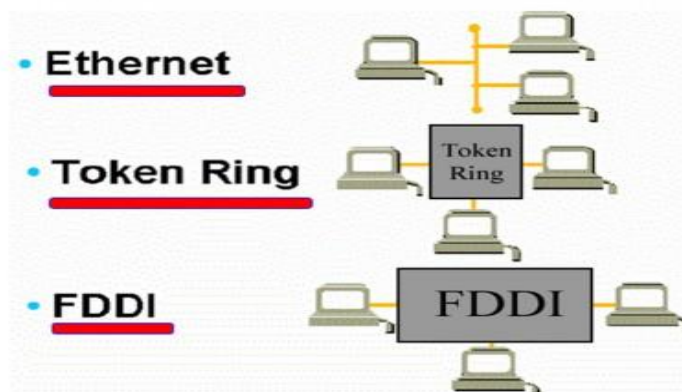 • Ethernet
• Token Ring
Token
Ring
• FDDI
FDDI